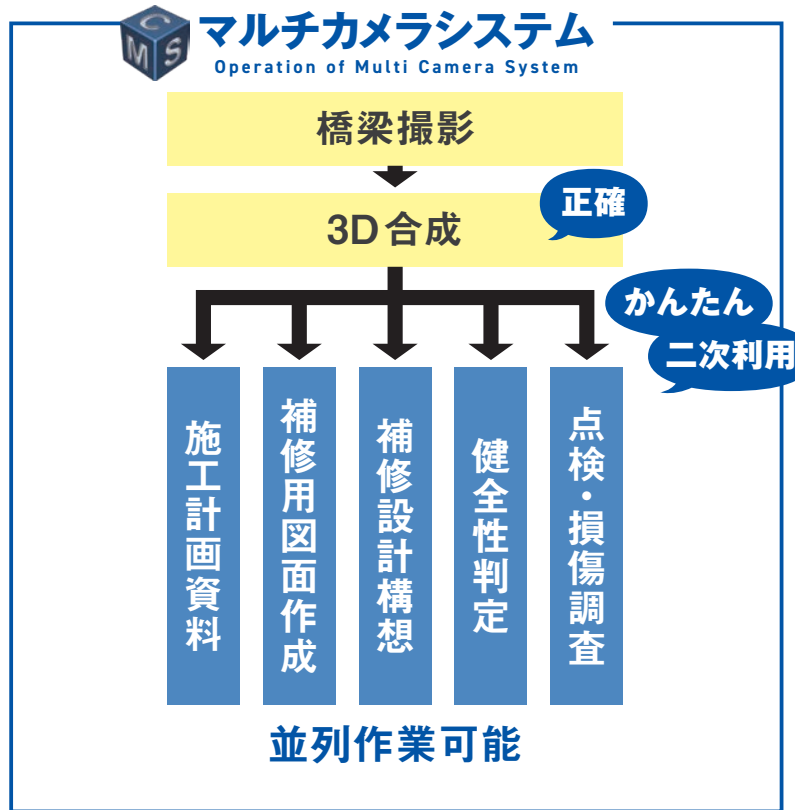 CMS
マルチカメラシステム
Operation of Multi Camera System
橋梁撮影
3D合成
正確
かんたん
二次利用
点検・損傷調査
健全性判定
補修設計構想
補修用図面作成
施工計画資料
並列作業可能